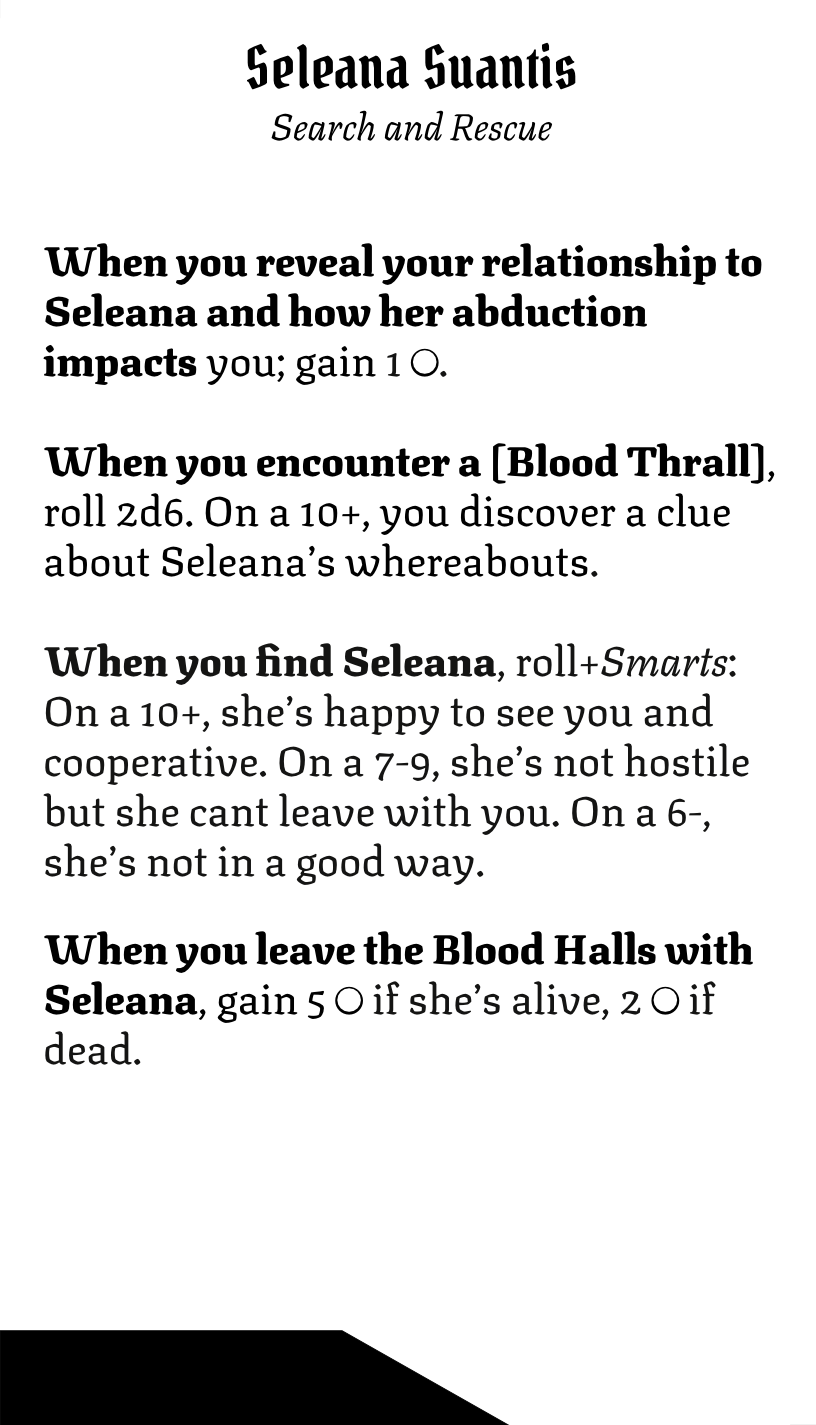 Seleana Suantis
Search and Rescue
When you reveal your relationship to
Seleana and how her abduction
impacts you; gain 1 ○.
When you encounter a [Blood Thrall],
roll 2d6. On a 10+, you discover a clue
about Seleana’s whereabouts.
When you find Seleana, roll+Smarts:
On a 10+, she’s happy to see you and
cooperative. On a 7-9, she’s not hostile
but she cant leave with you. On a 6-,
she’s not in a good way.
When you leave the Blood Halls with
Seleana, gain 5 ○ if she’s alive, 2 ○ if
dead.